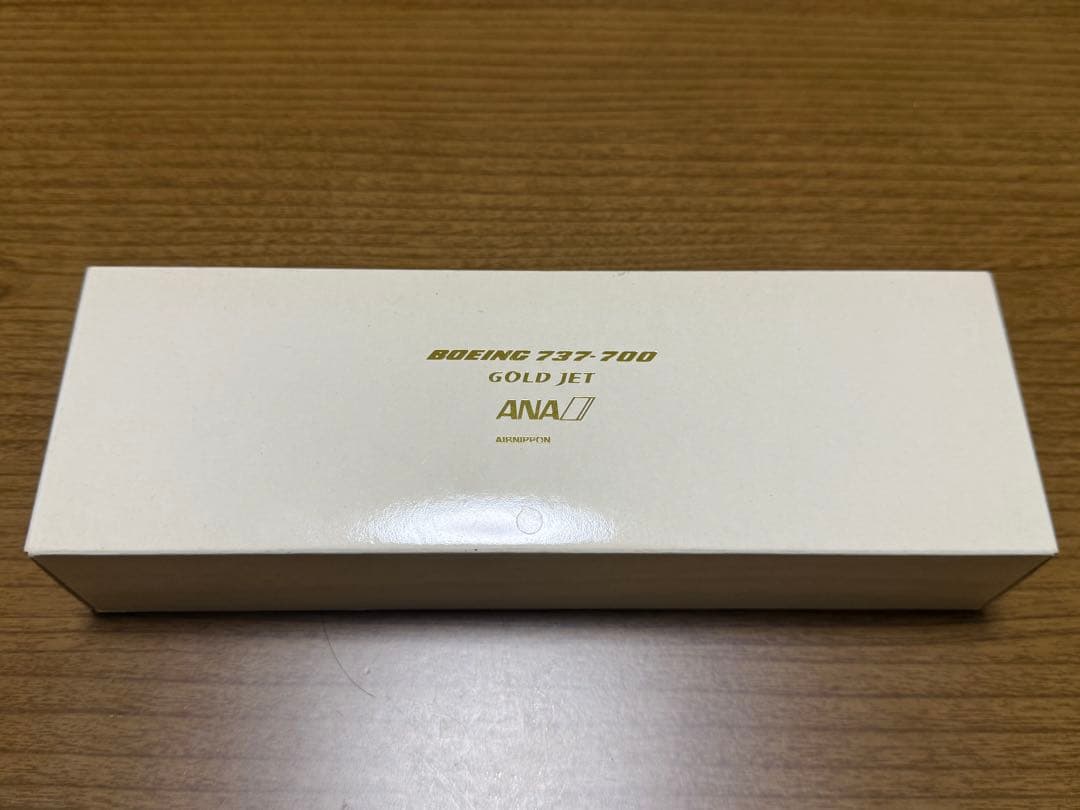 BOEING 737-700
GOLD JET
ANA
AIRNIPPON